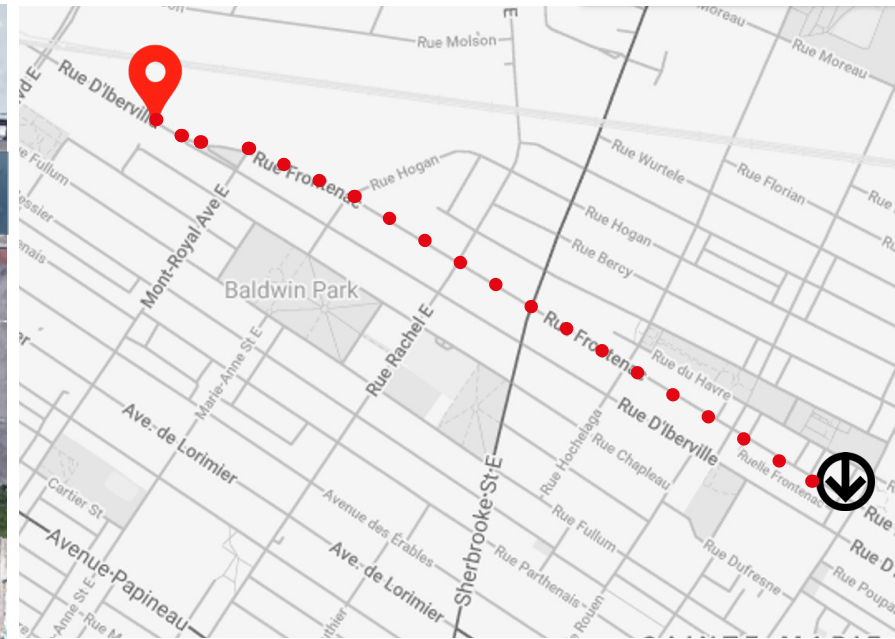 Rue Molson
Moreau
Rue Moreau
E
Rue D'Iberville
Rue Frontenac
Rue Hogan
Rue Wurtele
Rue Florian
Rue Hogan
Rue Bercy
Mont-Royal Ave E
Baldwin Park
Marie-Anne St E
Rue Rachel E
Rue Frontenac
Rue du Havre
Rue D'Iberville
Ruelle Frontenac
Ave. de Lorimier
Rue Hochelaga
Rue Chapleau
Cartier St
Avenue des Érables
Rue Fullum
Sherbrooke St E
Avenue Papineau
Ave. de Lorimier
Rue Parthenais
Rue Dufresne
Rue
Rue D
Rue Poupa
Rouen
Rue M